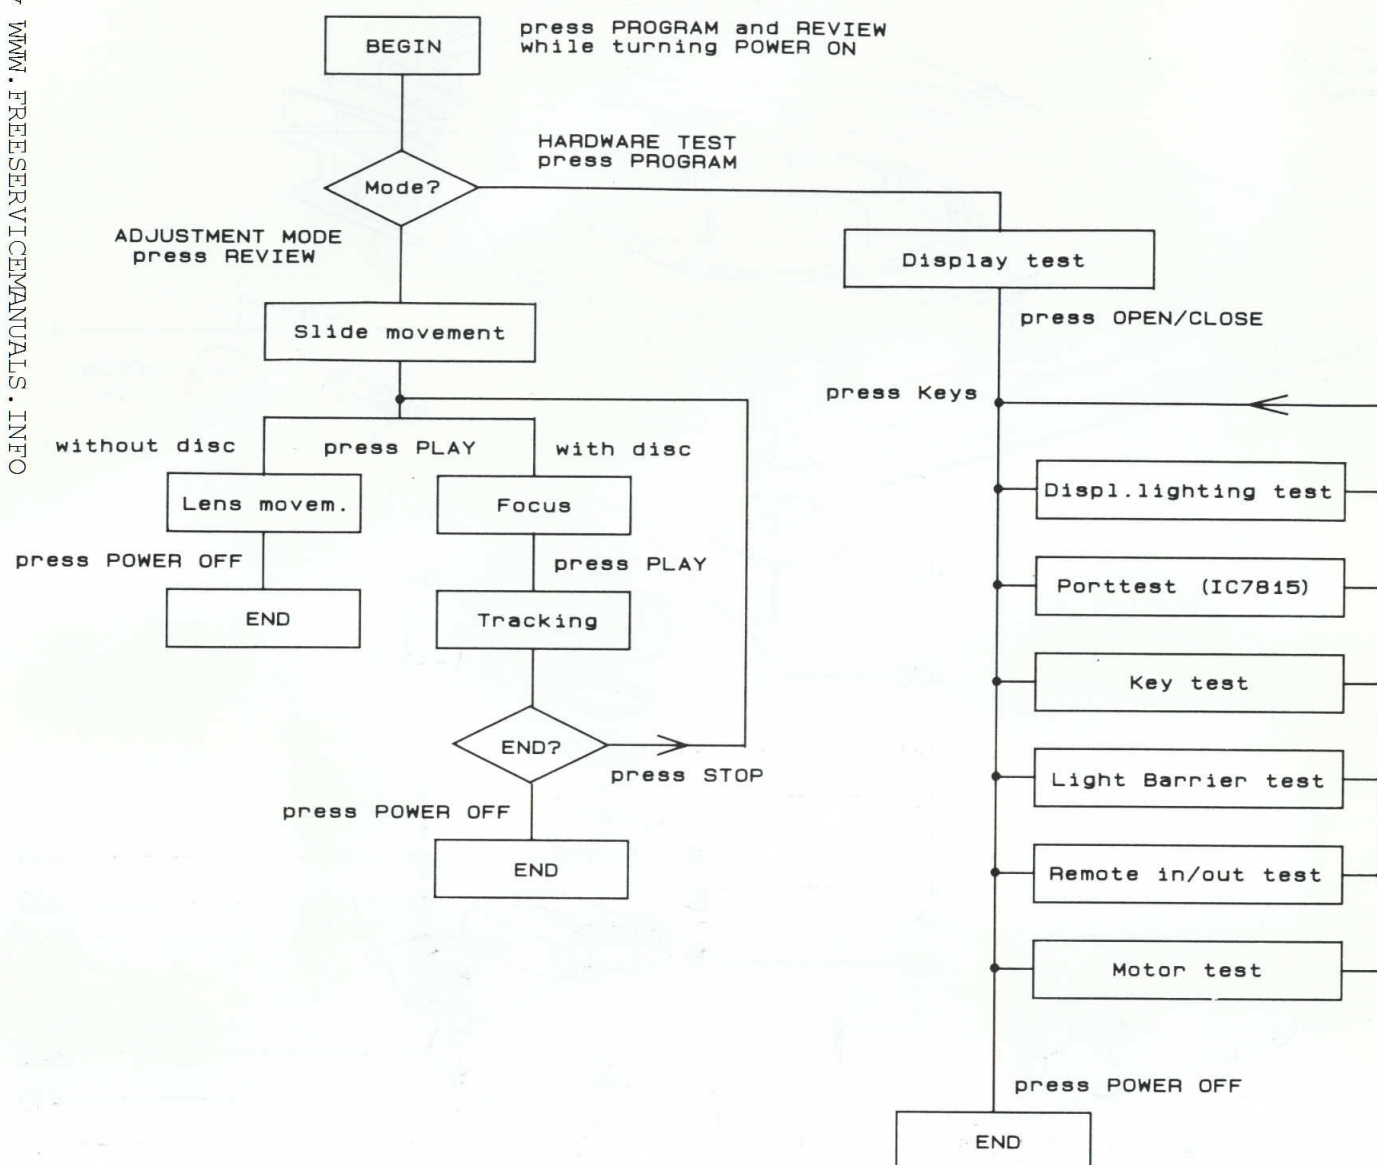 WWW.FREESERVICEMANUALS.INFO
BEGIN
press PROGRAM and REVIEW
while turning POWER ON
HARDWARE TEST
press PROGRAM
Mode?
ADJUSTMENT MODE
press REVIEW
Slide movement
without disc
press PLAY
with disc
Lens movem.
Focus
press POWER OFF
press PLAY
END
Tracking
END?
press STOP
press POWER OFF
END
Display test
press OPEN/CLOSE
press Keys
Displ.lighting test
Porttest (IC7815)
Key test
Light Barrier test
Remote in/out test
Motor test
press POWER OFF
END